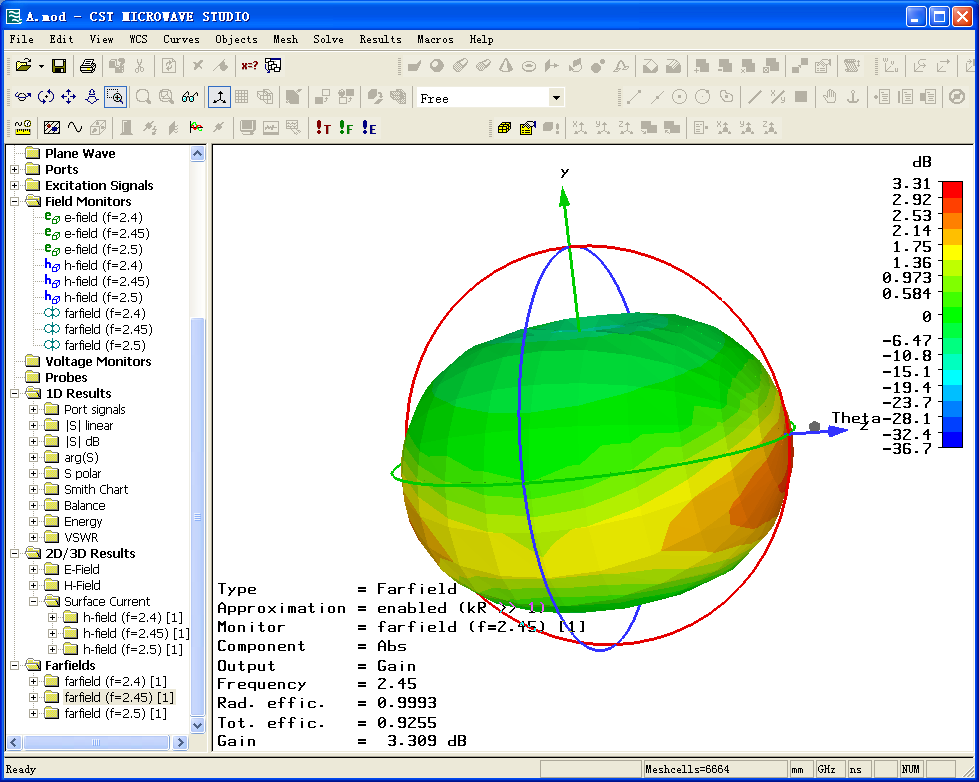 A.mod - CST MICROWAVE STUDIO
File Edit View WCS Curves Objects Mesh Solve Results Macros Help
x=?
Free
!T !F !E
Plane Wave
Ports
Excitation Signals
Field Monitors
e-field (f=2.4)
e-field (f=2.45)
e-field (f=2.5)
h-field (f=2.4)
h-field (f=2.45)
h-field (f=2.5)
farfield (f=2.4)
farfield (f=2.45)
farfield (f=2.5)
Voltage Monitors
Probes
1D Results
Port signals
|S| linear
|S| dB
arg(S)
S polar
Smith Chart
Balance
Energy
VSWR
2D/3D Results
E-Field
H-Field
Surface Current
h-field (f=2.4) [1]
h-field (f=2.45) [1]
h-field (f=2.5) [1]
Farfields
farfield (f=2.4) [1]
farfield (f=2.45) [1]
farfield (f=2.5) [1]
y
Theta
z
dB
3.31
2.92
2.53
2.14
1.75
1.36
0.973
0.584
0
-6.47
-10.8
-15.1
-19.4
-23.7
-28.1
-32.4
-36.7
Type = Farfield
Approximation = enabled (kR >> 1)
Monitor = farfield (f=2.45) [1]
Component = Abs
Output = Gain
Frequency = 2.45
Rad. effic. = 0.9993
Tot. effic. = 0.9255
Gain = 3.309 dB
Ready
Meshcells=6664 mm GHz ns NUM